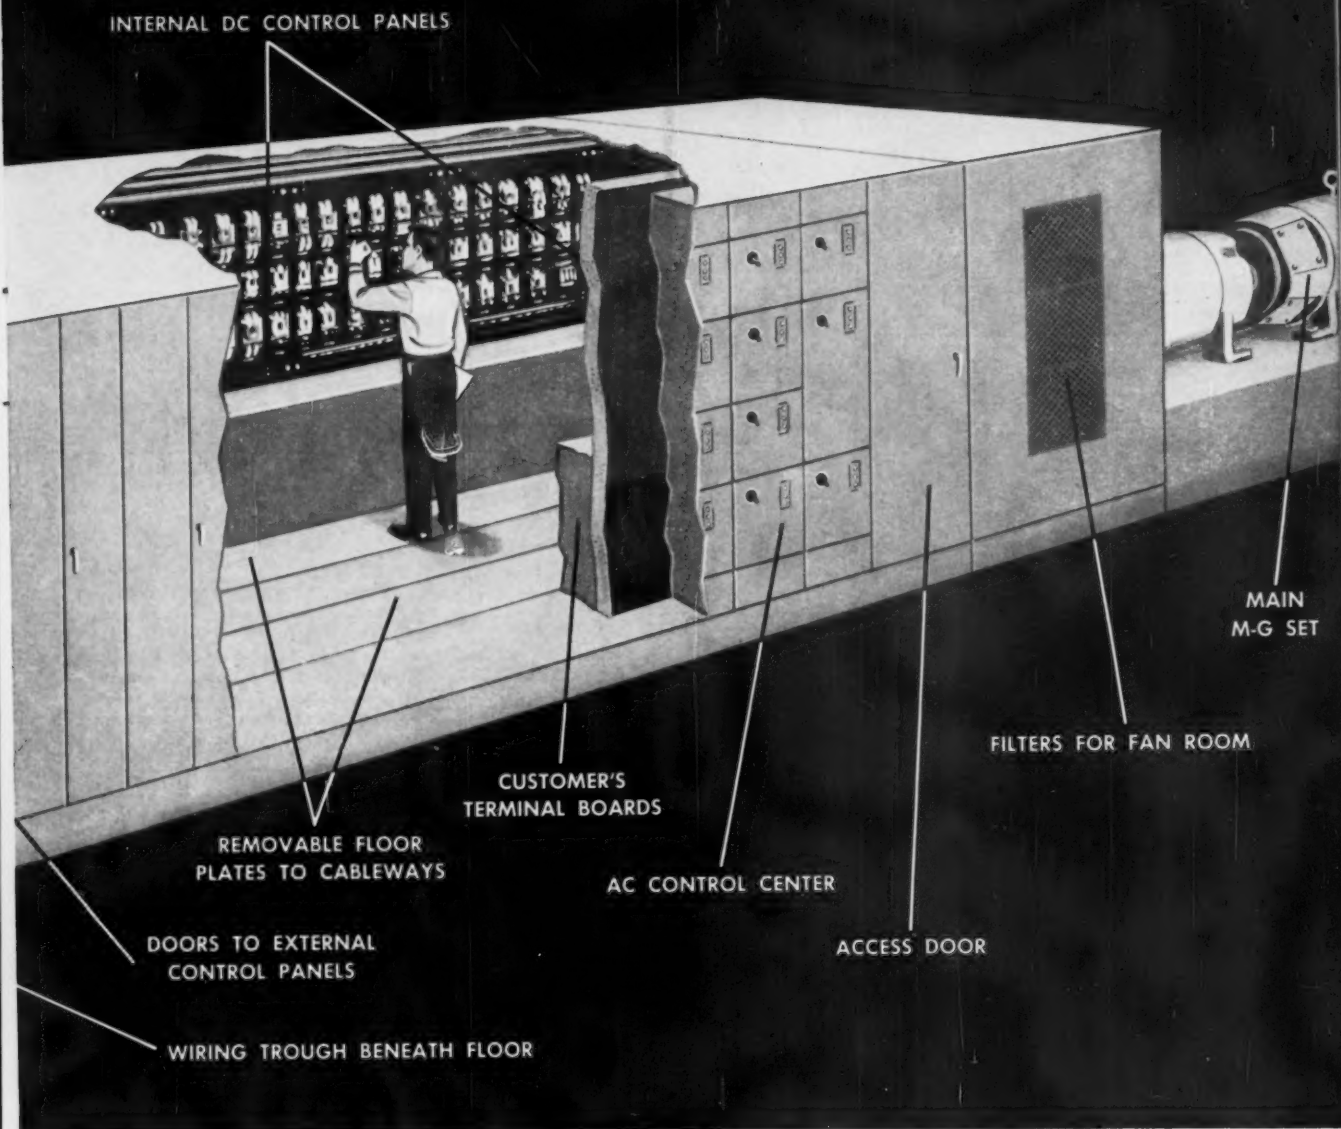 INTERNAL DC CONTROL PANELS
MAIN
M-G SET
FILTERS FOR FAN ROOM
CUSTOMER'S
TERMINAL BOARDS
REMOVABLE FLOOR
PLATES TO CABLEWAYS
AC CONTROL CENTER
DOORS TO EXTERNAL
CONTROL PANELS
ACCESS DOOR
WIRING TROUGH BENEATH FLOOR